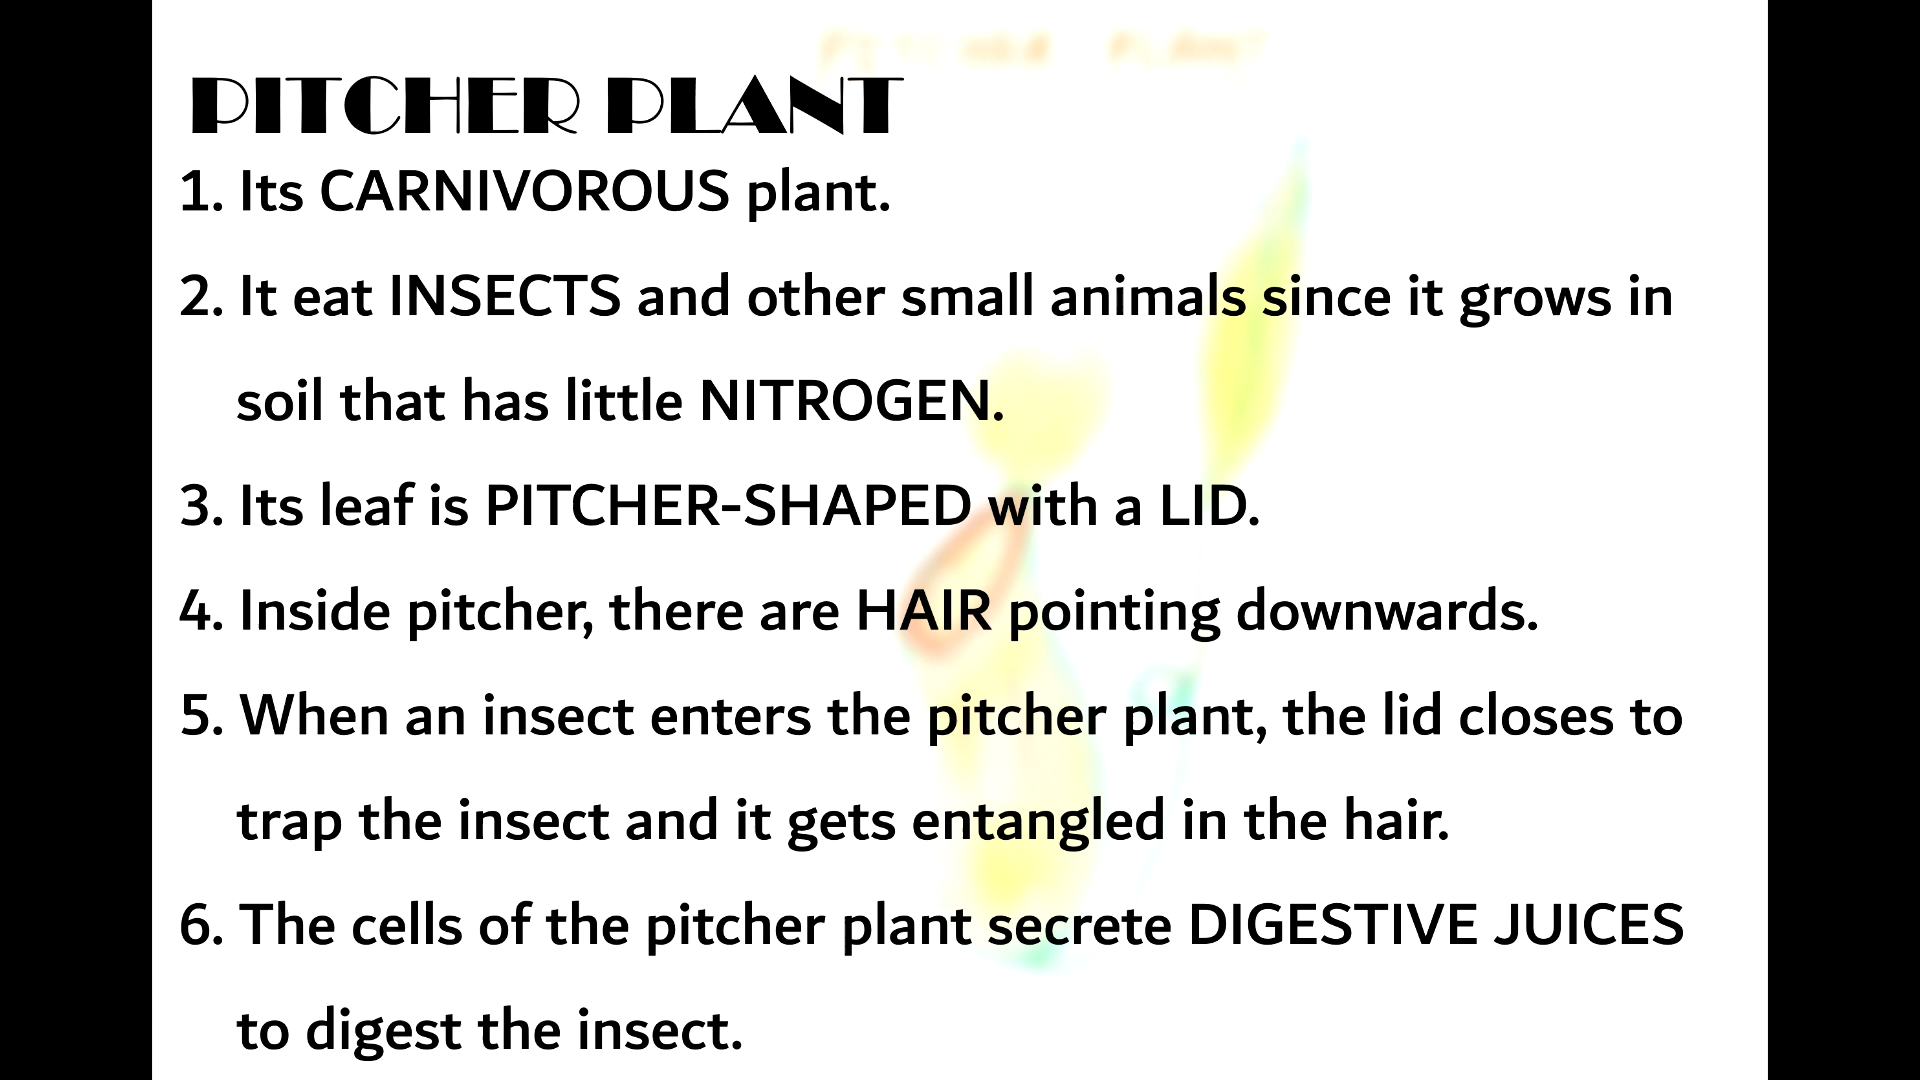 PITCHER PLANT
PITCHER PLANT
1. Its CARNIVOROUS plant.
2. It eat INSECTS and other small animals since it grows in
soil that has little NITROGEN.
3. Its leaf is PITCHER-SHAPED with a LID.
4. Inside pitcher, there are HAIR pointing downwards.
5. When an insect enters the pitcher plant, the lid closes to
trap the insect and it gets entangled in the hair.
6. The cells of the pitcher plant secrete DIGESTIVE JUICES
to digest the insect.